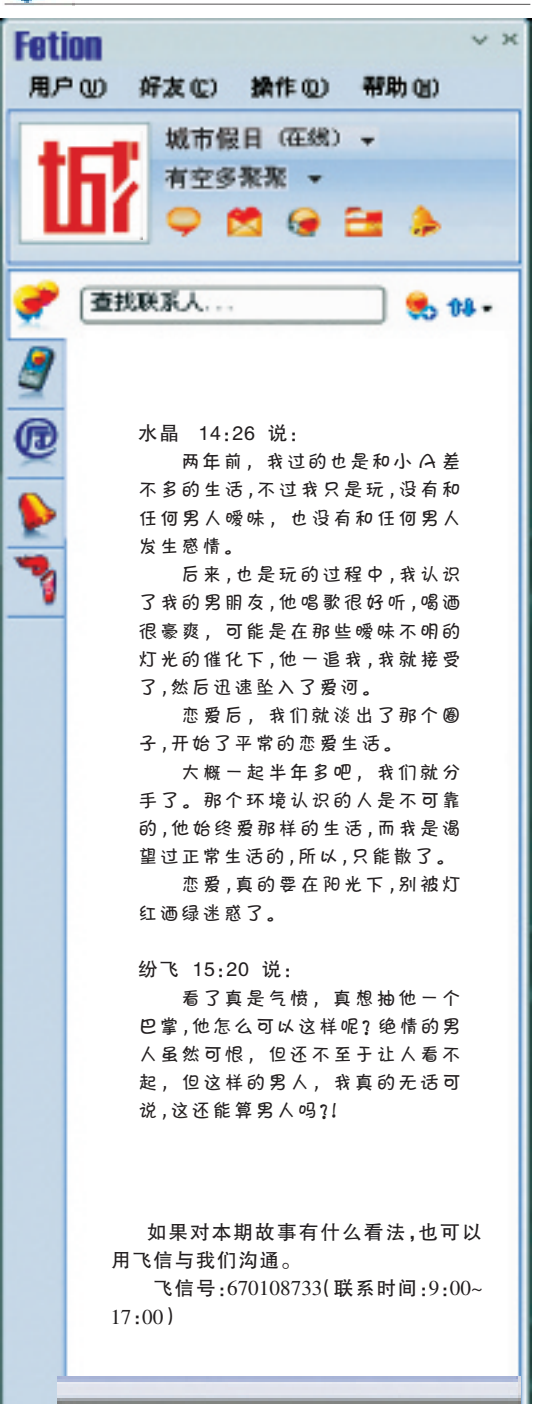 Fetion
用户(U) 好友(C) 操作(O) 帮助(H)
城
城市假日(在线)
有空多聚聚
查找联系人...
水晶 14:26 说:
两年前，我过的也是和小A差
不多的生活,不过我只是玩,没有和
任何男人暧昧，也没有和任何男人
发生感情。
后来,也是玩的过程中,我认识
了我的男朋友,他唱歌很好听,喝酒
很豪爽，可能是在那些暧昧不明的
灯光的催化下,他一追我,我就接受
了,然后迅速坠入了爱河。
恋爱后，我们就淡出了那个圈
子,开始了平常的恋爱生活。
大概一起半年多吧，我们就分
手了。那个环境认识的人是不可靠
的,他始终爱那样的生活,而我是渴
望过正常生活的,所以,只能散了。
恋爱,真的要在阳光下,别被灯
红酒绿迷惑了。
纷飞 15:20 说:
看了真是气愤，真想抽他一个
巴掌,他怎么可以这样呢?绝情的男
人虽然可恨，但还不至于让人看不
起，但这样的男人，我真的无话可
说,这还能算男人吗?!
如果对本期故事有什么看法,也可以
用飞信与我们沟通。
飞信号:670108733(联系时间:9:00~
17:00)